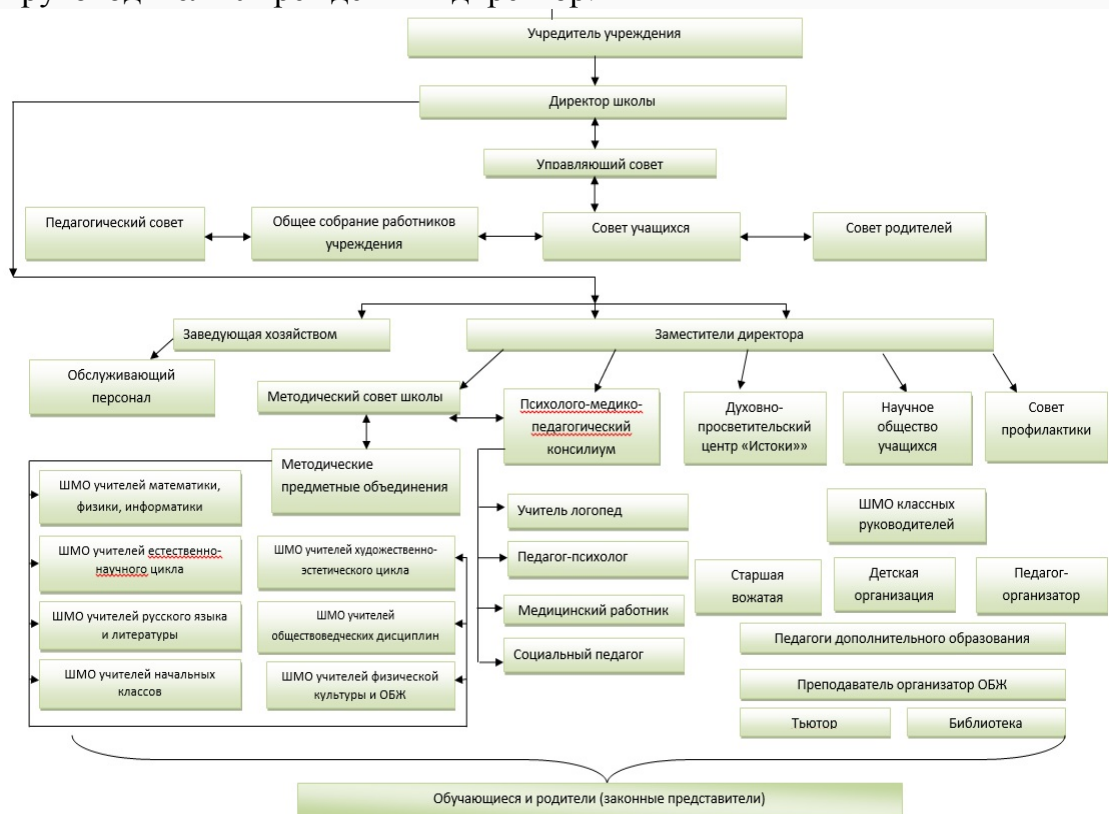 Учредитель учреждения
Директор школы
Управляющий совет
Педагогический совет
Общее собрание работников
учреждения
Совет учащихся
Совет родителей
Заведующая хозяйством
Заместители директора
Обслуживающий
персонал
Методический совет школы
Психолого-медико-
педагогический
консилиум
Духовно-
просветительский
центр «Истоки»»
Научное
общество
учащихся
Совет
профилактики
Методические
предметные объединения
ШМО учителей математики,
физики, информатики
ШМО учителей естественно-
научного цикла
ШМО учителей русского языка
и литературы
ШМО учителей начальных
классов
ШМО учителей художественно-
эстетического цикла
ШМО учителей
обществоведческих дисциплин
ШМО учителей физической
культуры и ОБЖ
Учитель логопед
Педагог-психолог
Медицинский работник
Социальный педагог
ШМО классных
руководителей
Старшая
вожатая
Детская
организация
Педагог-
организатор
Педагоги дополнительного образования
Преподаватель организатор ОБЖ
Тьютор
Библиотека
Обучающиеся и родители (законные представители)